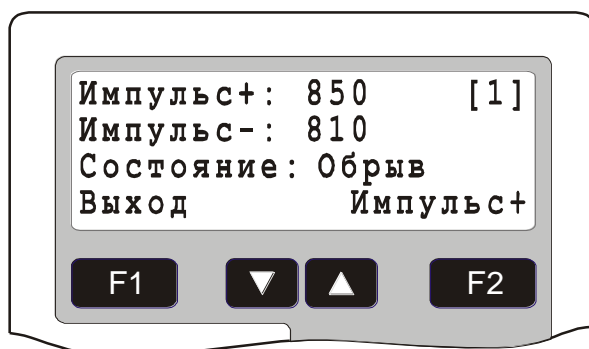 Импульс+: 850 [1]
Импульс-: 810
Состояние: Обрыв
Выход Импульс+
F1 F2